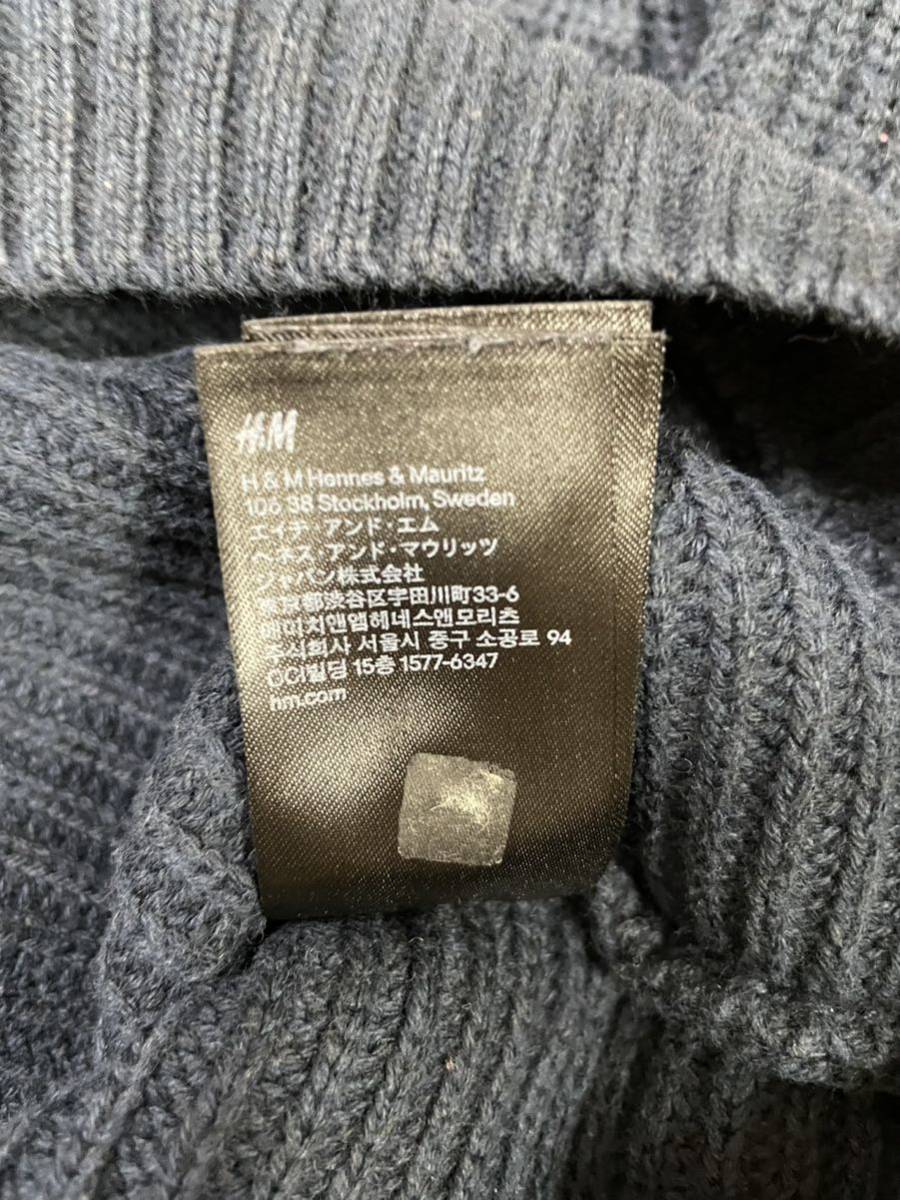 H&M
H & M Hennes & Mauritz
106 38 Stockholm, Sweden
エイチ・アンド・エム
ヘネス・アンド・マウリッツ
ジャパン株式会社
東京都渋谷区宇田川町33-6
에이치앤엠헤네스앤모리츠
주식회사 서울시 중구 소공로 94
OCI빌딩 15층 1577-6347
hm.com